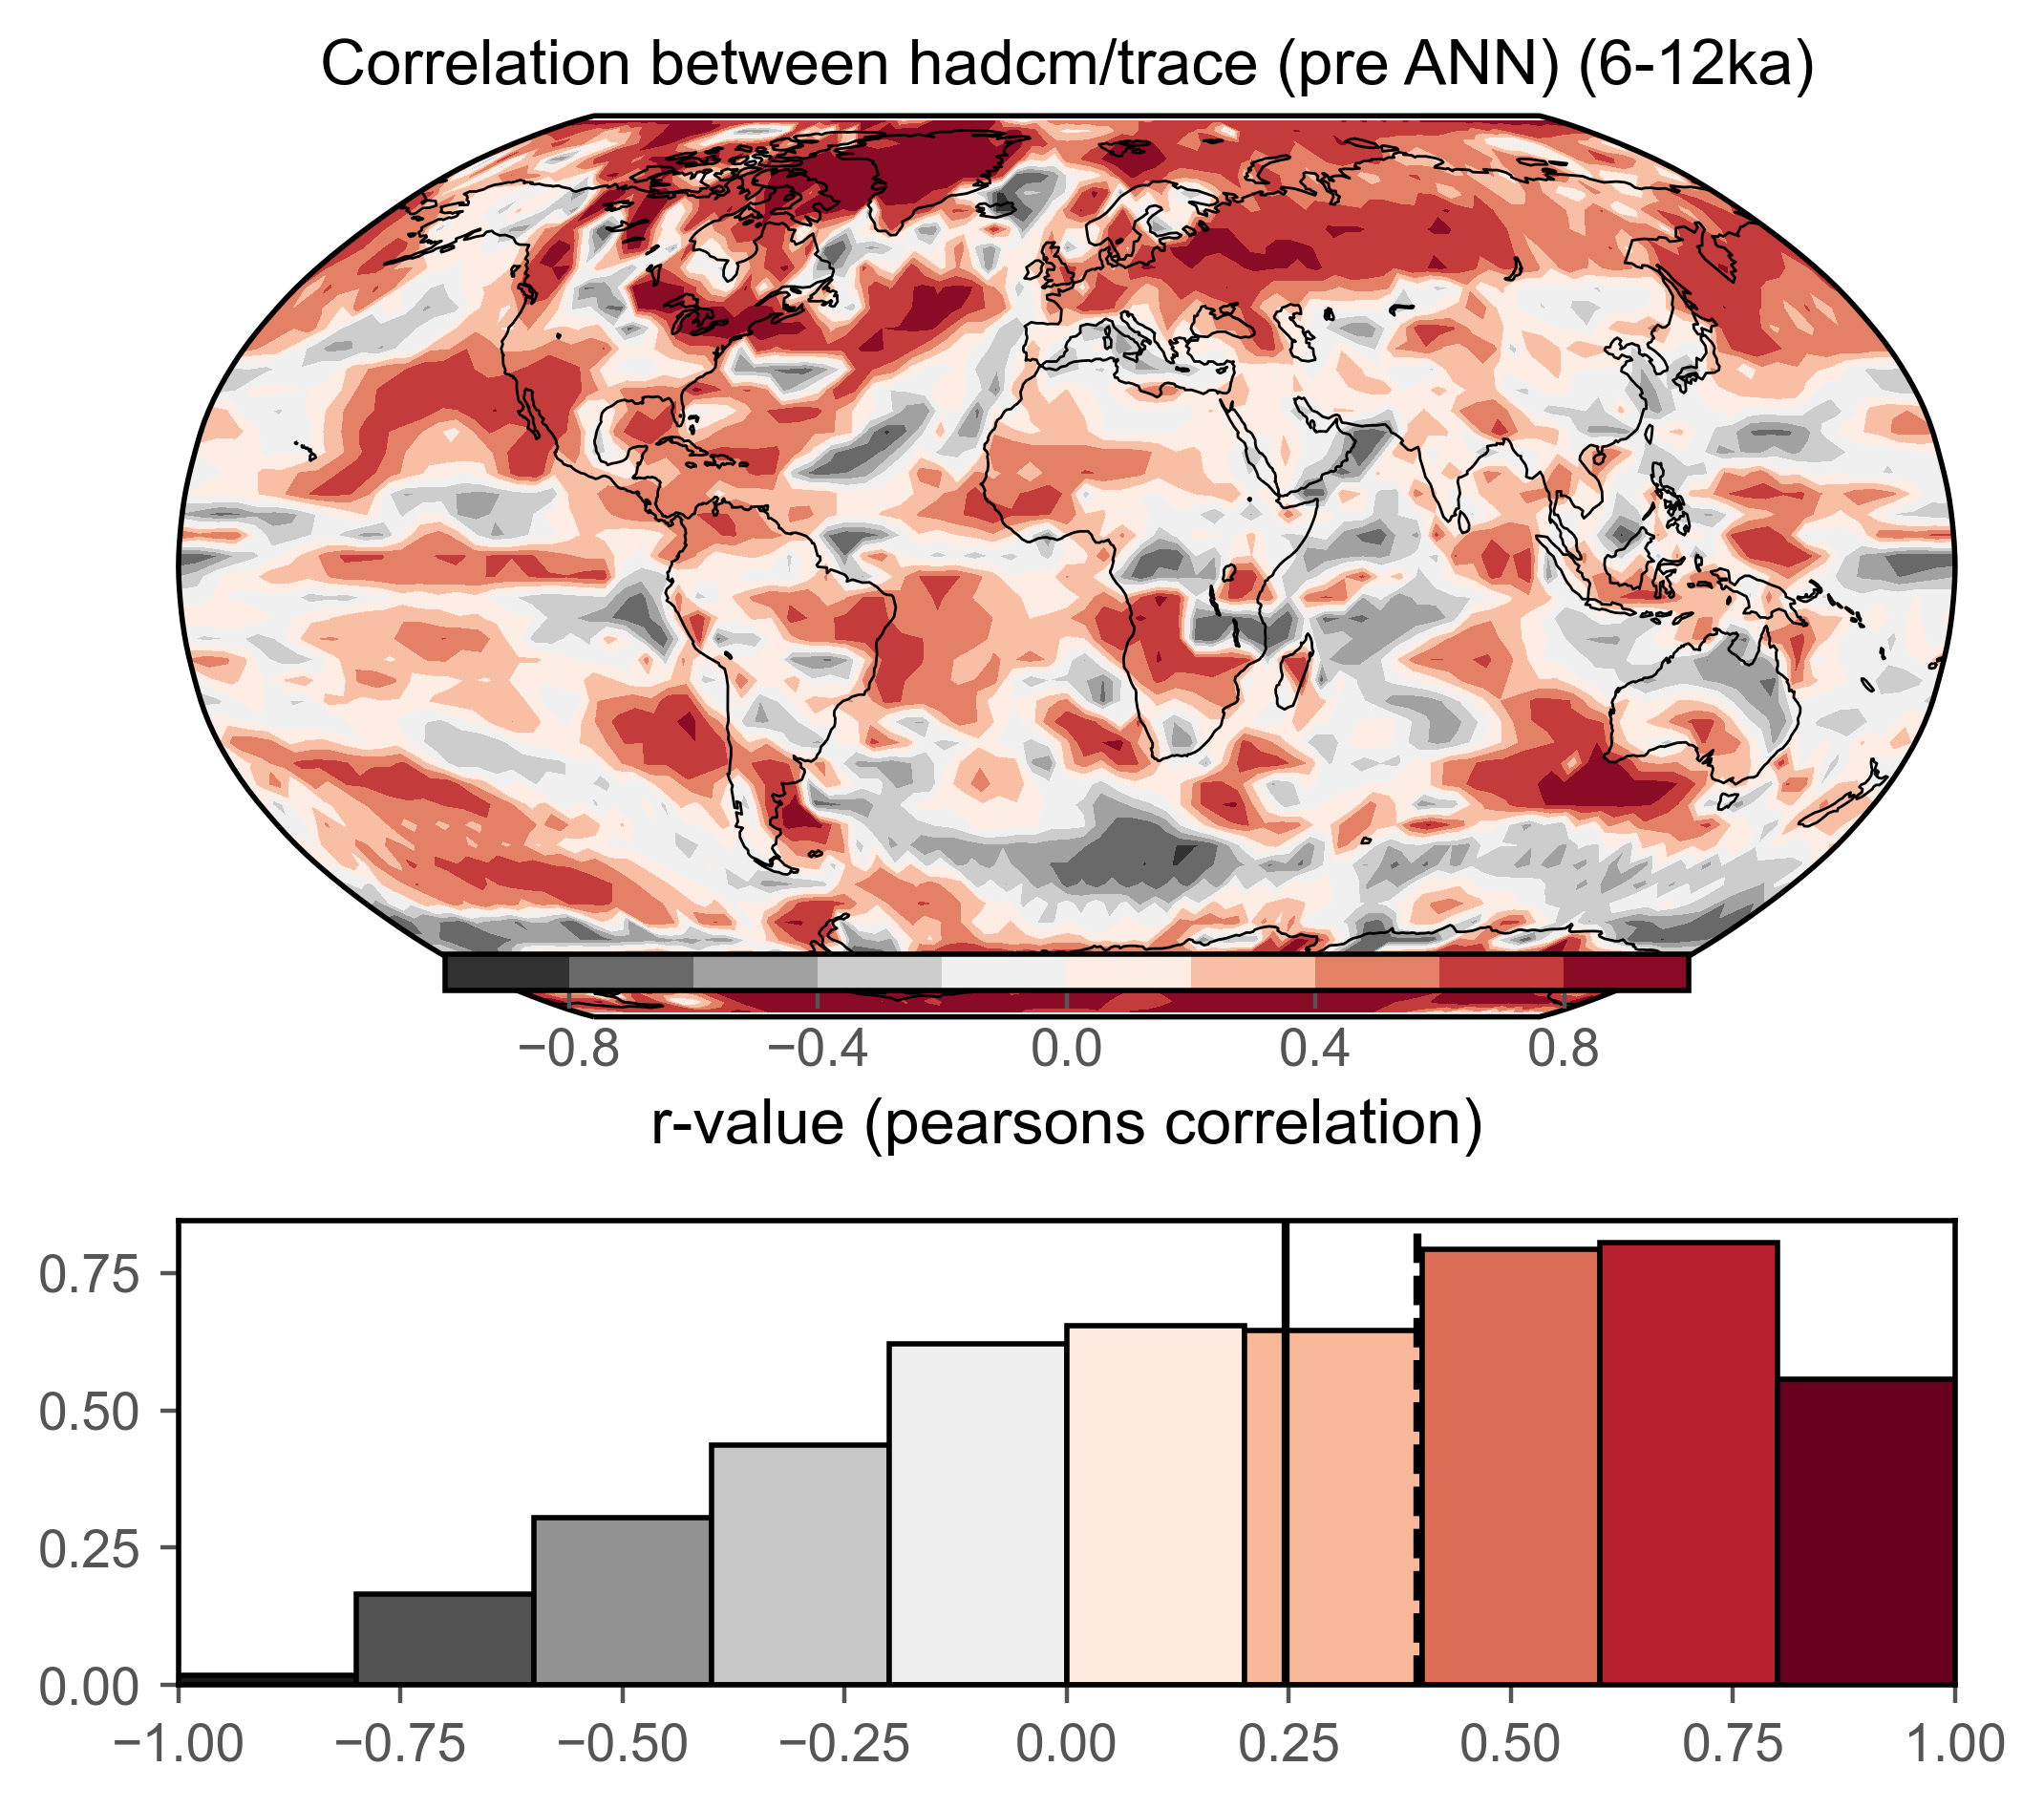 Correlation between hadcm/trace (pre ANN) (6-12ka)
−0.8 −0.4 0.0 0.4 0.8
r-value (pearsons correlation)
0.75
0.50
0.25
0.00
−1.00 −0.75 −0.50 −0.25 0.00 0.25 0.50 0.75 1.00